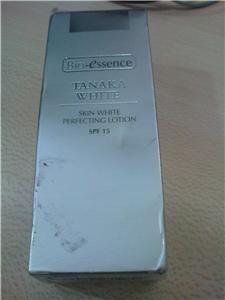 Bio-essence
TANAKA
WHITE
SKIN WHITE
PERFECTING LOTION
SPF 15